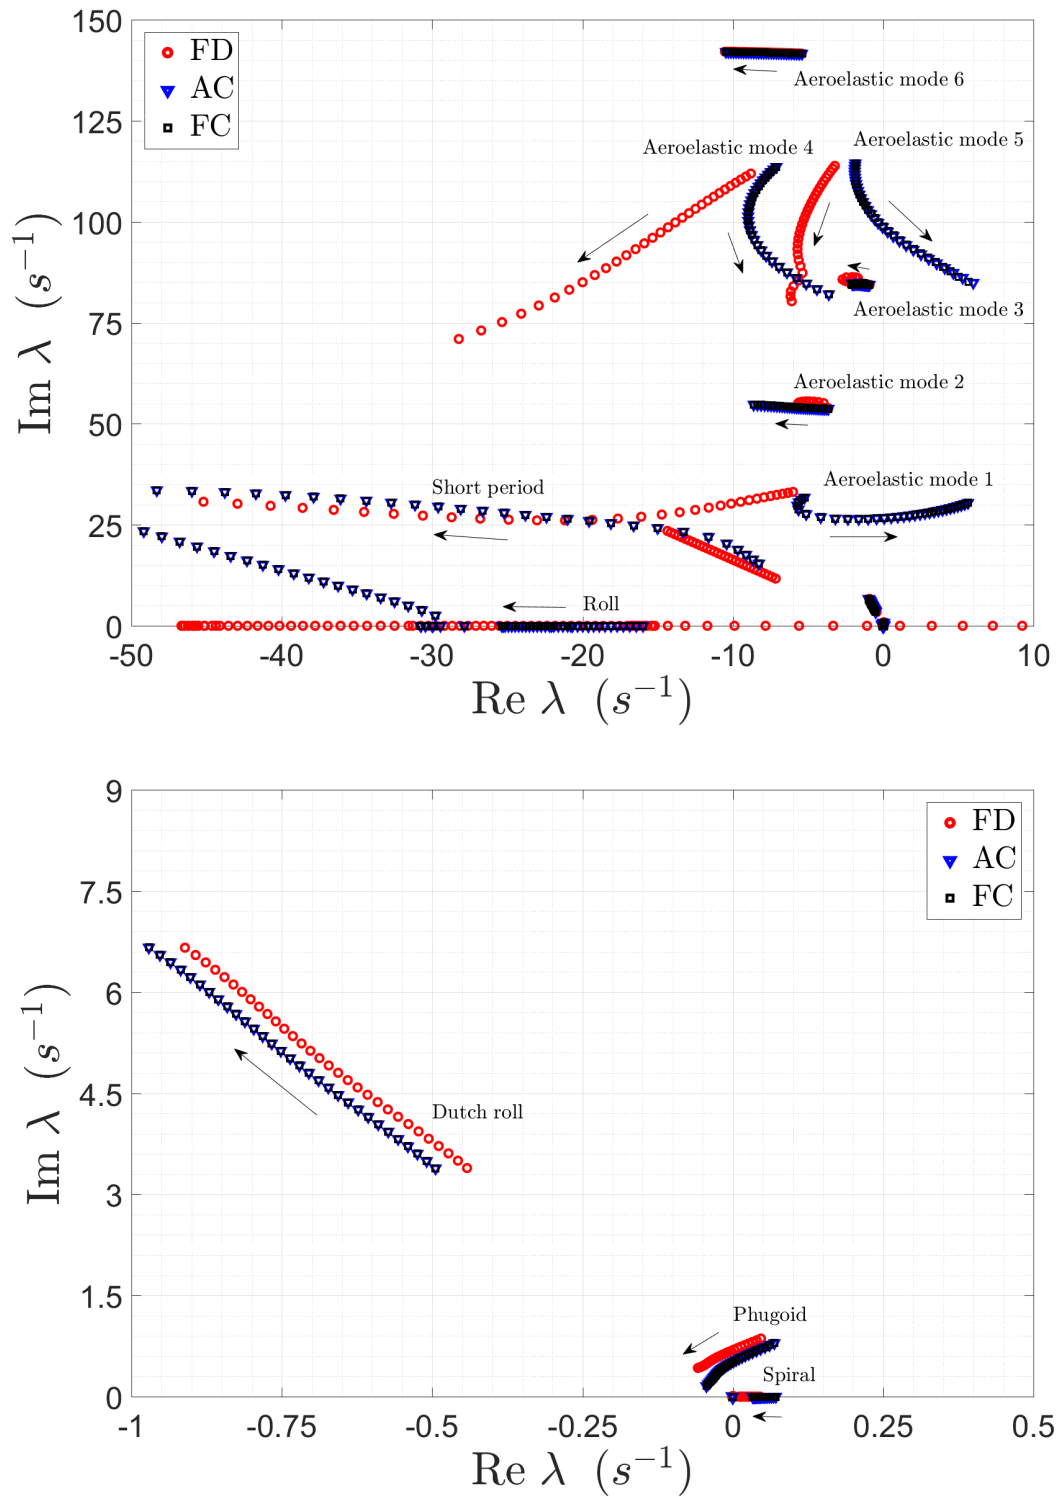 150
FD
AC
FC
Aeroelastic mode 6
125
Aeroelastic mode 4
Aeroelastic mode 5
100
Aeroelastic mode 3
75
Aeroelastic mode 2
50
Aeroelastic mode 1
Short period
25
Roll
0
Im λ (s⁻¹)
-50 -40 -30 -20 -10 0 10
Re λ (s⁻¹)
9
FD
AC
FC
7.5
6
4.5
Dutch roll
3
1.5
Phugoid
Spiral
0
Im λ (s⁻¹)
-1 -0.75 -0.5 -0.25 0 0.25 0.5
Re λ (s⁻¹)